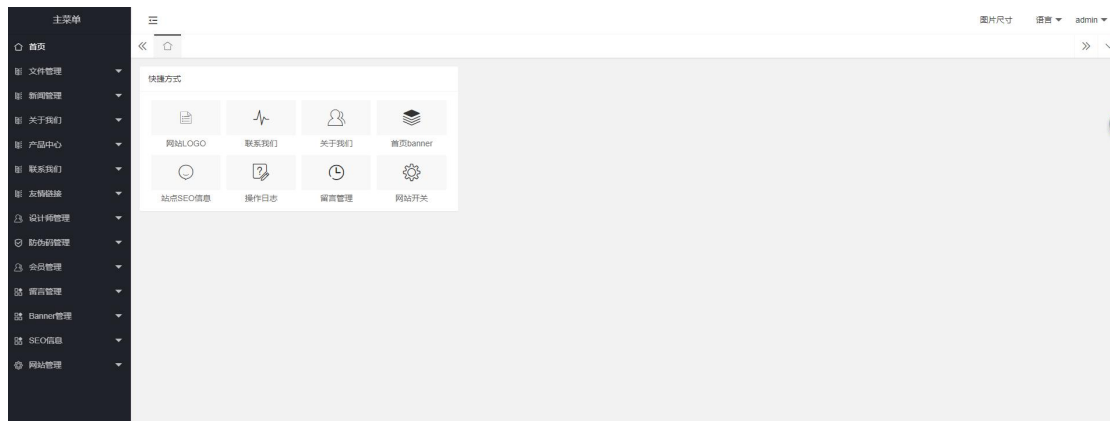 主菜单
图片尺寸 语言 admin
首页
文件管理
新闻管理
关于我们
产品中心
联系我们
友情链接
设计师管理
防伪码管理
会员管理
留言管理
Banner管理
SEO信息
网站管理
快捷方式
网站LOGO 联系我们 关于我们 首页banner
站点SEO信息 操作日志 留言管理 网站开关